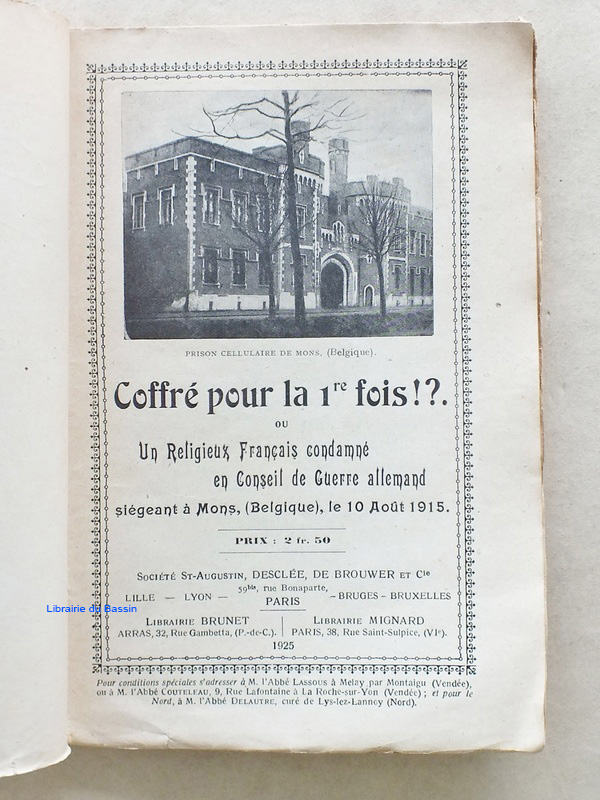 PRISON CELLULAIRE DE MONS, (Belgique).
Coffré pour la 1re fois!?.
OU
Un Religieux Français condamné
en Conseil de Guerre allemand
siégeant à Mons, (Belgique), le 10 Août 1915.
PRIX : 2 fr. 50
SOCIÉTÉ ST-AUGUSTIN, DESCLÉE, DE BROUWER ET Cie
LILLE — LYON — 59bis, rue Bonaparte, PARIS - BRUGES - BRUXELLES
Librairie du Bassin
LIBRAIRIE BRUNET
ARRAS, 32, Rue Gambetta, (P.-de-C.).
LIBRAIRIE MIGNARD
PARIS, 38, Rue Saint-Sulpice, (VIe).
1925
Pour conditions spéciales s'adresser à M. l'Abbé LASSOUS à Melay par Montaigu (Vendée),
ou à M. l'Abbé COUTELEAU, 9, Rue Lafontaine à La Roche-sur-Yon (Vendée) ; et pour le
Nord, à M. l'Abbé DELAUTRE, curé de Lys-lez-Lannoy (Nord).